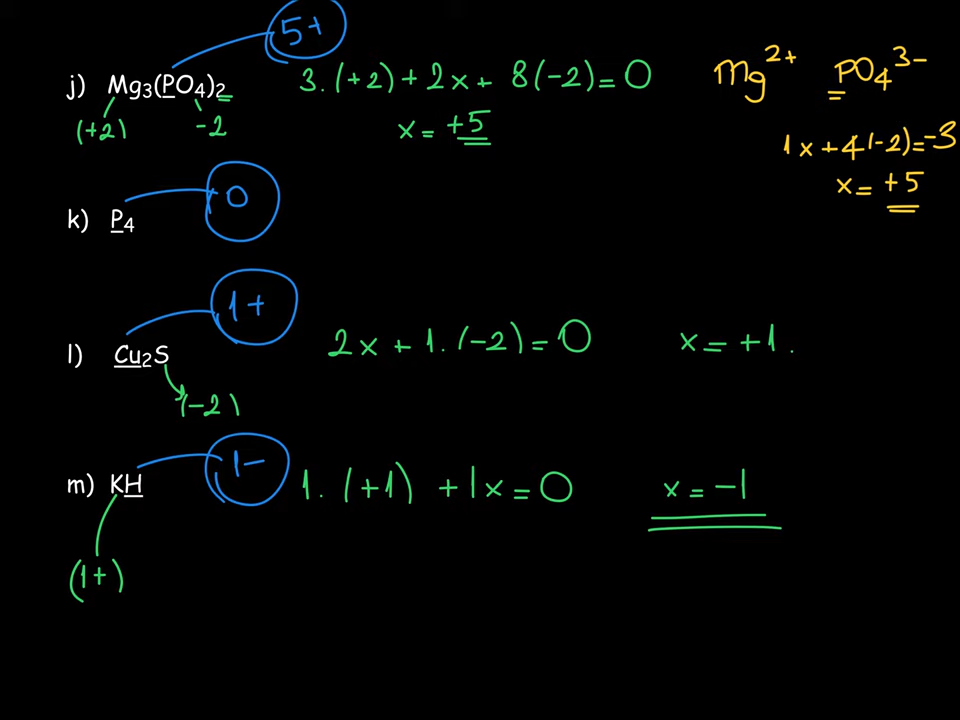 5+
j) Mg3(PO4)2 3.(+2)+2x+8(-2)=0 Mg2+ PO4 3-
(+2) -2 x=+5 1x+4(-2)=-3
x=+5
k) P4 0
1+
l) Cu2S 2x+1.(-2)=0 x=+1.
(-2)
1-
m) KH 1.(+1)+1x=0 x=-1
(1+)